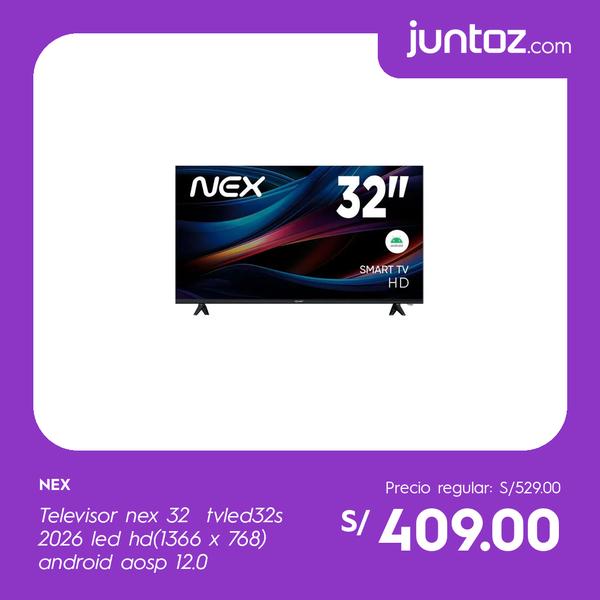 juntoz.com
NEX
32"
android
SMART TV
HD
NEX
Televisor nex 32 tvled32s
2026 led hd(1366 x 768)
android aosp 12.0
Precio regular: S/529.00
S/ 409.00